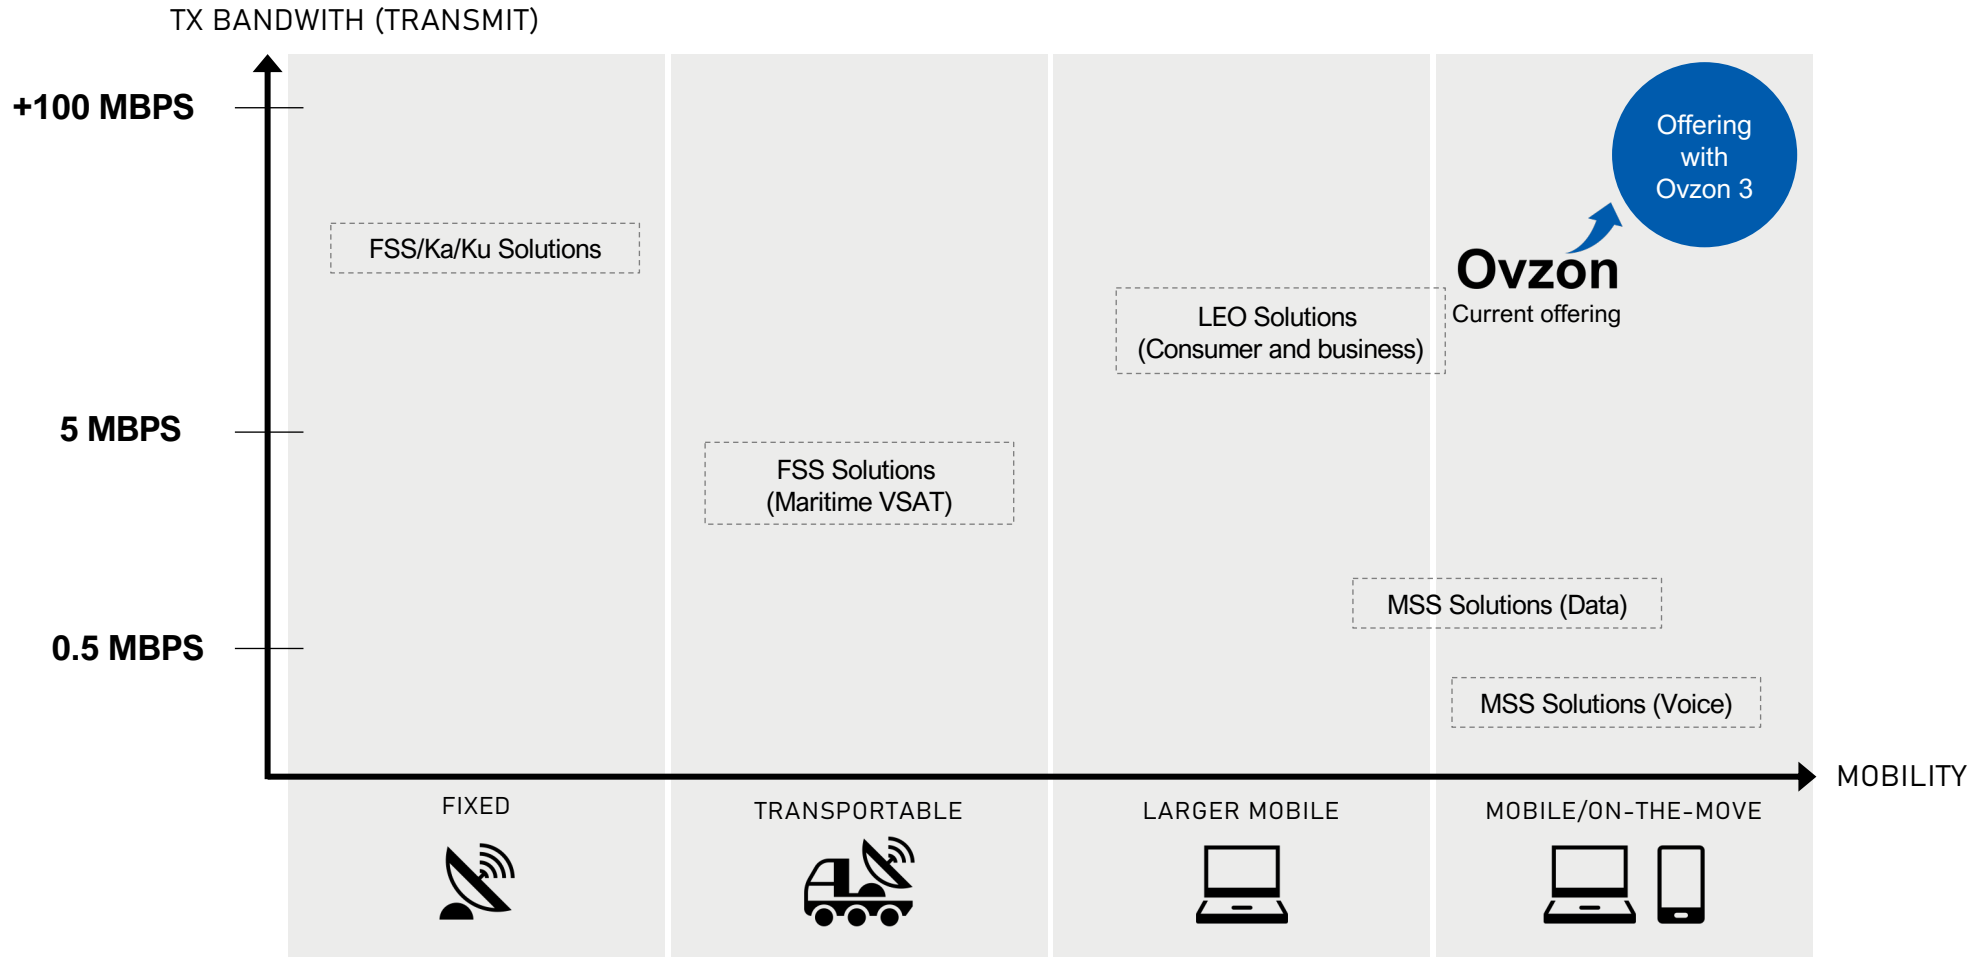 TX BANDWITH (TRANSMIT)
+100 MBPS
Offering
with
Ovzon 3
FSS/Ka/Ku Solutions
Ovzon
Current offering
LEO Solutions
(Consumer and business)
5 MBPS
FSS Solutions
(Maritime VSAT)
MSS Solutions (Data)
0.5 MBPS
MSS Solutions (Voice)
MOBILITY
FIXED
TRANSPORTABLE
LARGER MOBILE
MOBILE/ON-THE-MOVE